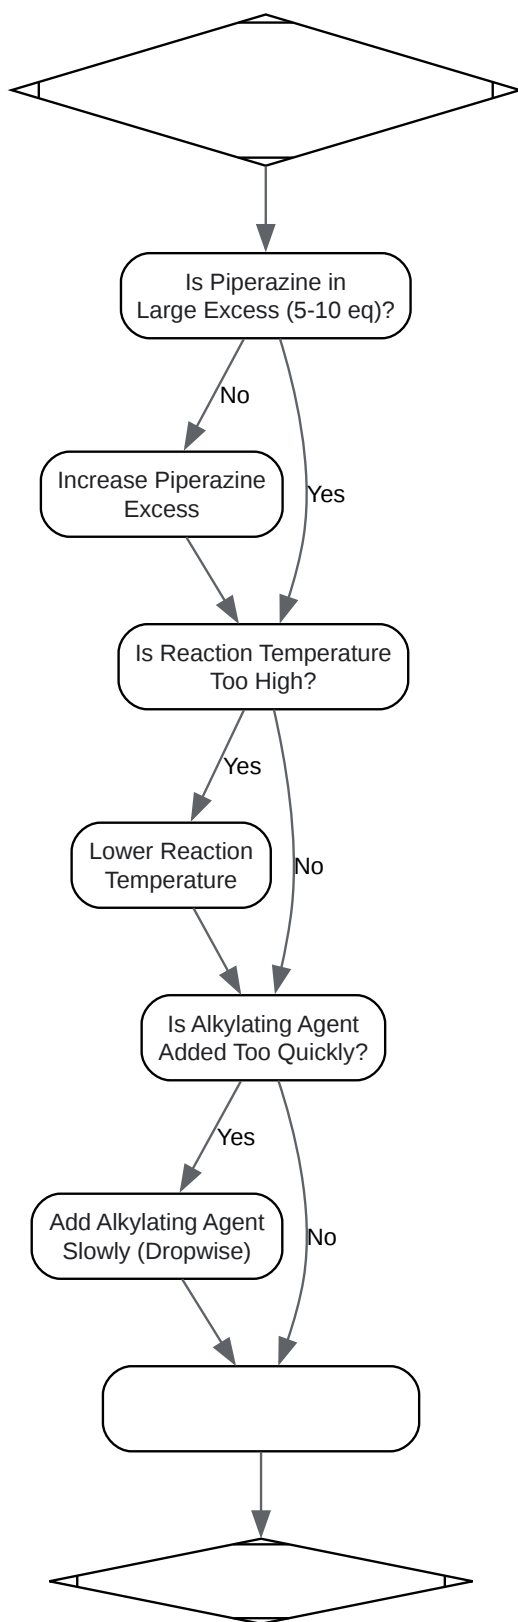 Is Piperazine in
Large Excess (5-10 eq)?
No
Increase Piperazine
Excess
Yes
Is Reaction Temperature
Too High?
Yes
Lower Reaction
Temperature
No
Is Alkylating Agent
Added Too Quickly?
Yes
Add Alkylating Agent
Slowly (Dropwise)
No